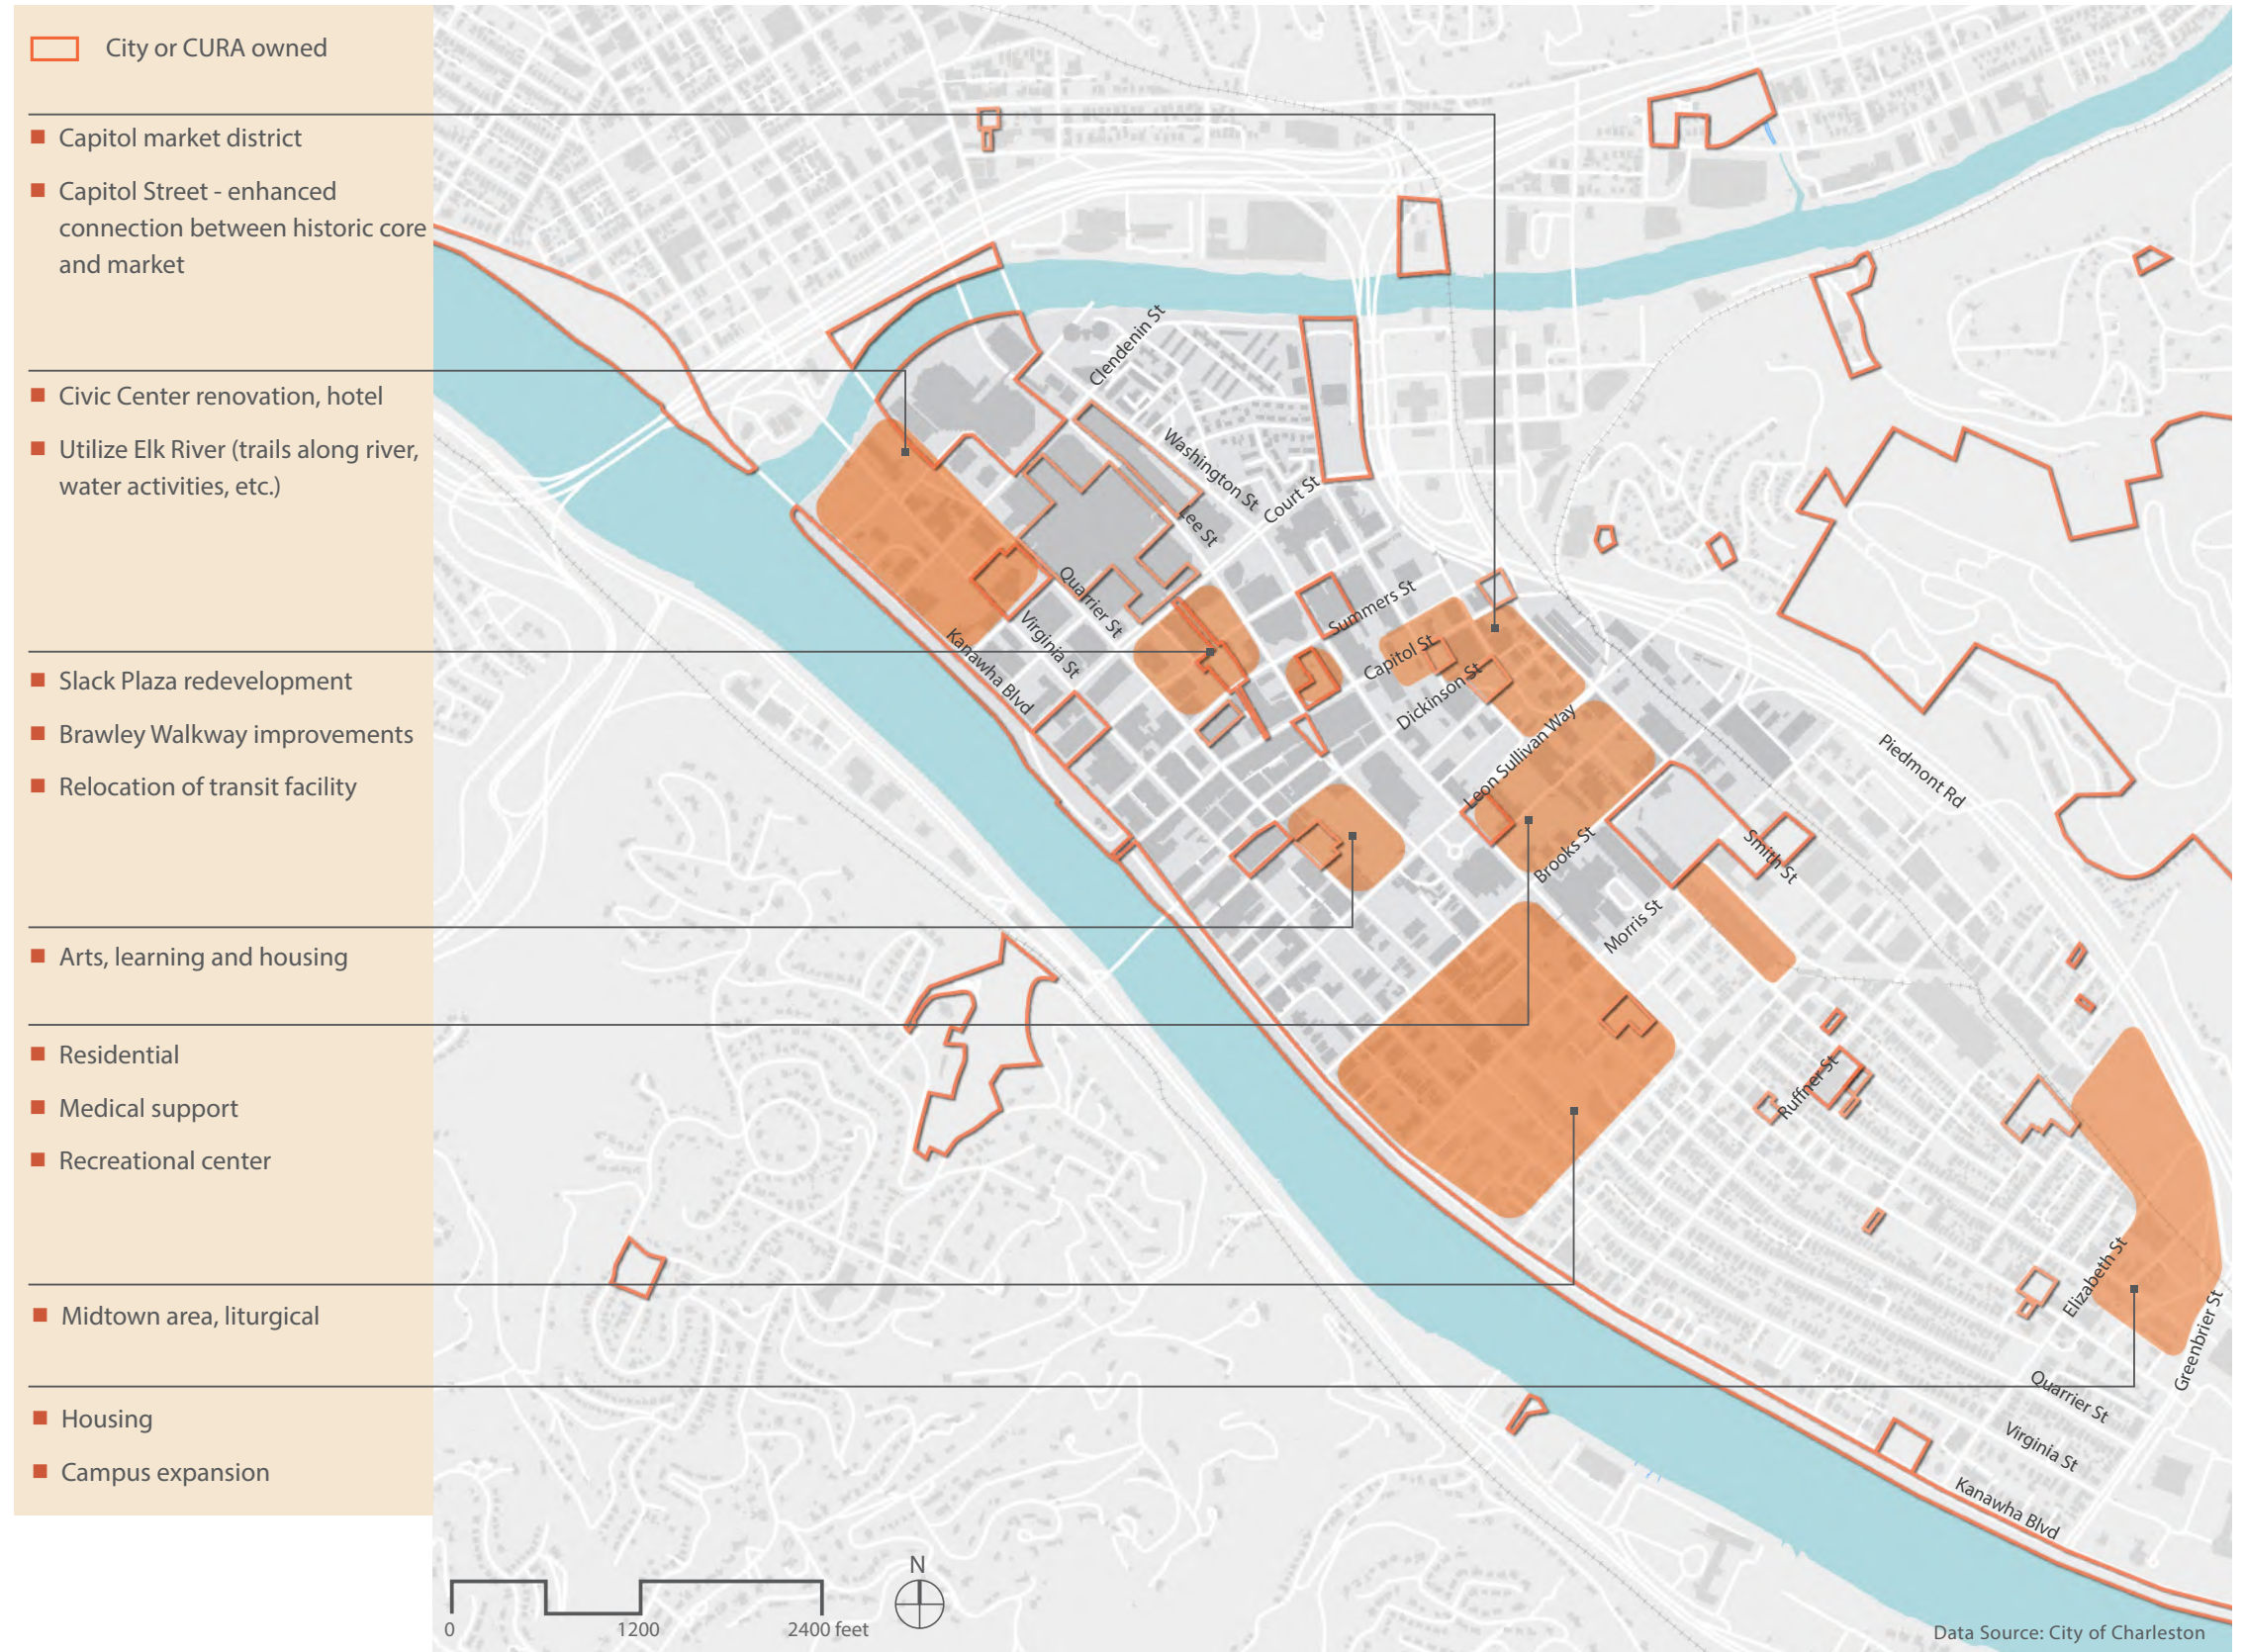 City or CURA owned
Capitol market district
Capitol Street - enhanced
connection between historic core
and market
Civic Center renovation, hotel
Utilize Elk River (trails along river,
water activities, etc.)
Slack Plaza redevelopment
Brawley Walkway improvements
Relocation of transit facility
Arts, learning and housing
Residential
Medical support
Recreational center
Midtown area, liturgical
Housing
Campus expansion
Clendenin St
Washington St
Court St
Lee St
Summers St
Quarrier St
Capitol St
Virginia St
Kanawha Blvd
Dickinson St
Leon Sullivan Way
Piedmont Rd
Brooks St
Smith St
Morris St
Ruffner St
Elizabeth St
Greenbrier St
Quarrier St
Virginia St
Kanawha Blvd
N
0 1200 2400 feet
Data Source: City of Charleston